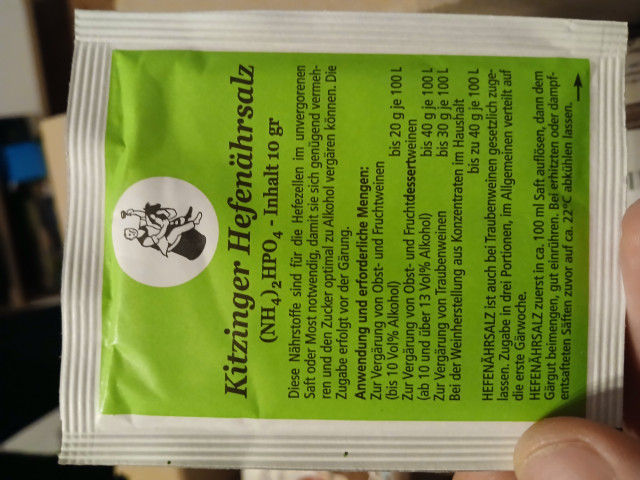 Kitzinger Hefenährsalz
(NH4)2HPO4 - Inhalt 10 gr
Diese Nährstoffe sind für die Hefezellen im unvergorenen
Saft oder Most notwendig, damit sie sich genügend vermeh-
ren und den Zucker optimal zu Alkohol vergären können. Die
Zugabe erfolgt vor der Gärung.
Anwendung und erforderliche Mengen:
Zur Vergärung von Obst- und Fruchtweinen
(bis 10 Vol% Alkohol) bis 20 g je 100 L
Zur Vergärung von Obst- und Fruchtdessertweinen
(ab 10 und über 13 Vol% Alkohol) bis 40 g je 100 L
Zur Vergärung von Traubenweinen bis 30 g je 100 L
Bei der Weinherstellung aus Konzentraten im Haushalt
bis zu 40 g je 100 L
HEFENÄHRSALZ ist auch bei Traubenweinen gesetzlich zuge-
lassen. Zugabe in drei Portionen, im Allgemeinen verteilt auf
die erste Gärwoche.
HEFENÄHRSALZ zuerst in ca. 100 ml Saft auflösen, dann dem
Gärgut beimengen, gut einrühren. Bei erhitzten oder dampf-
entsafteten Säften zuvor auf ca. 22°C abkühlen lassen. →